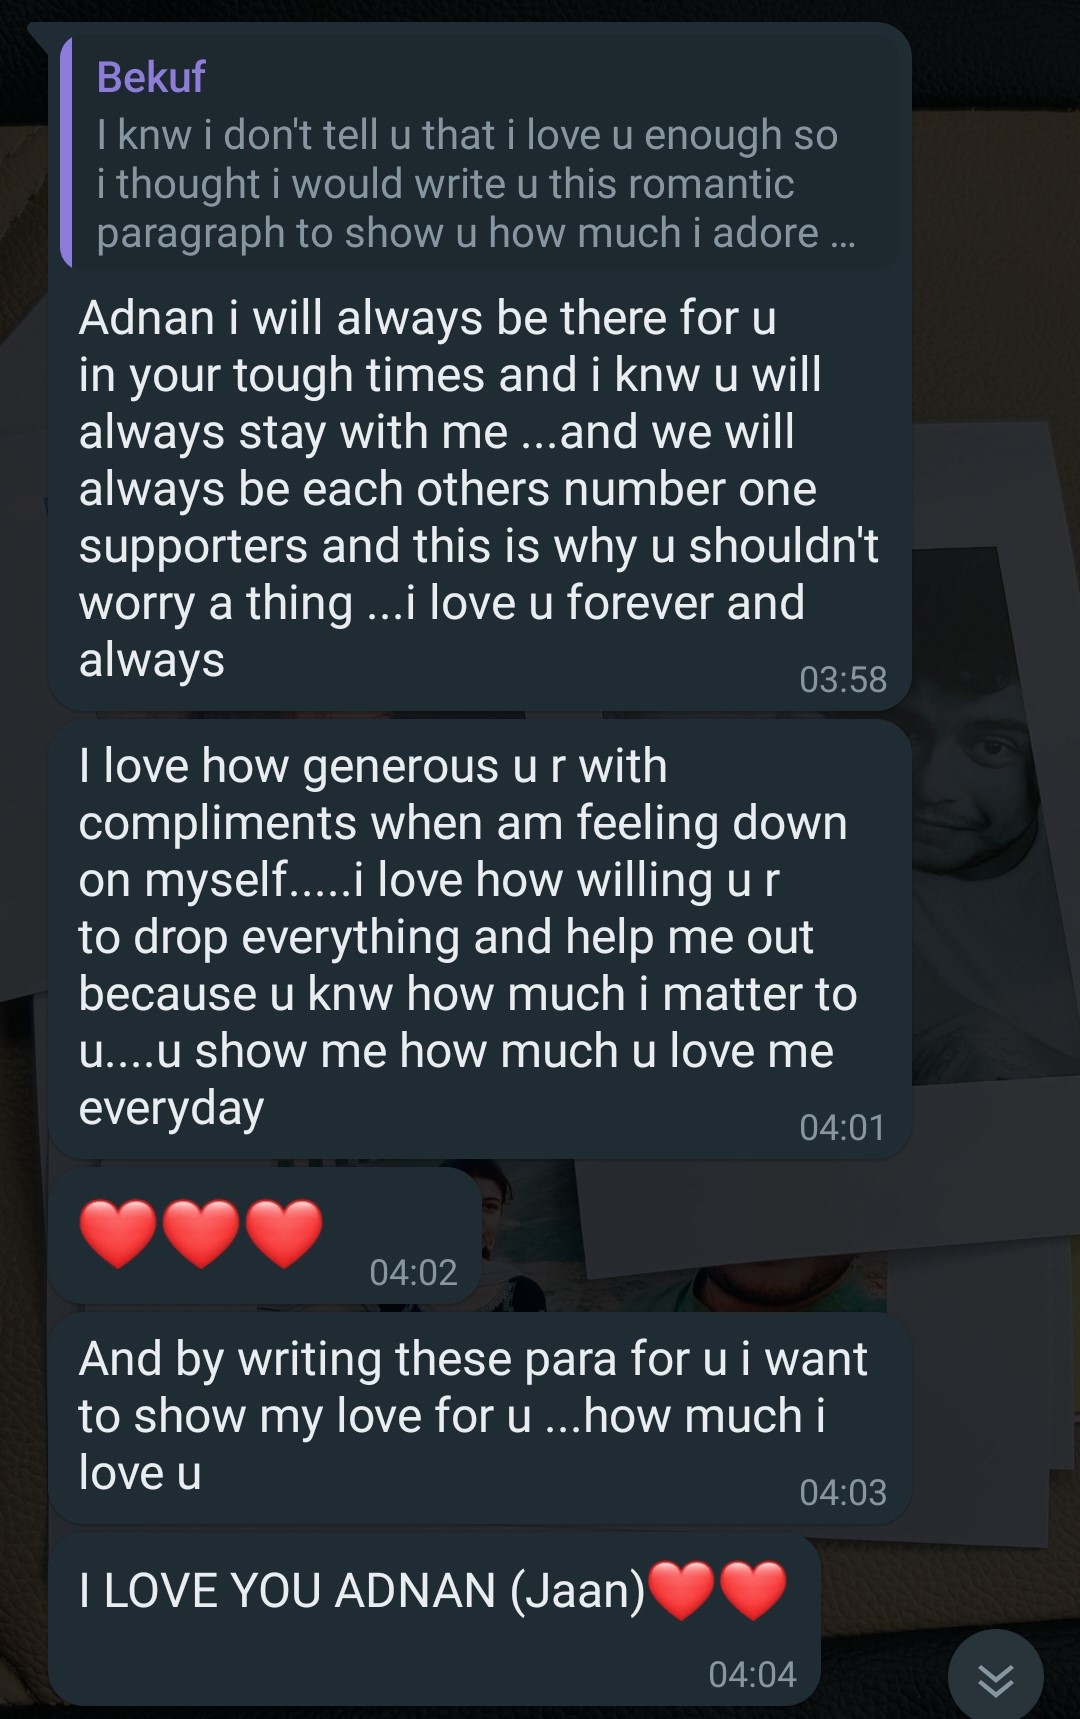 Bekuf
I knw i don't tell u that i love u enough so
i thought i would write u this romantic
paragraph to show u how much i adore ...
Adnan i will always be there for u
in your tough times and i knw u will
always stay with me ...and we will
always be each others number one
supporters and this is why u shouldn't
worry a thing ...i love u forever and
always
03:58
I love how generous u r with
compliments when am feeling down
on myself.....i love how willing u r
to drop everything and help me out
because u knw how much i matter to
u....u show me how much u love me
everyday
04:01
❤️❤️❤️
04:02
And by writing these para for u i want
to show my love for u ...how much i
love u
04:03
I LOVE YOU ADNAN (Jaan)❤️❤️
04:04